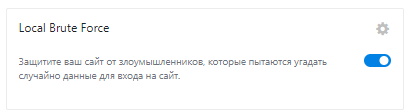 Local Brute Force
Защитите ваш сайт от злоумышленников, которые пытаются угадать
случайно данные для входа на сайт.